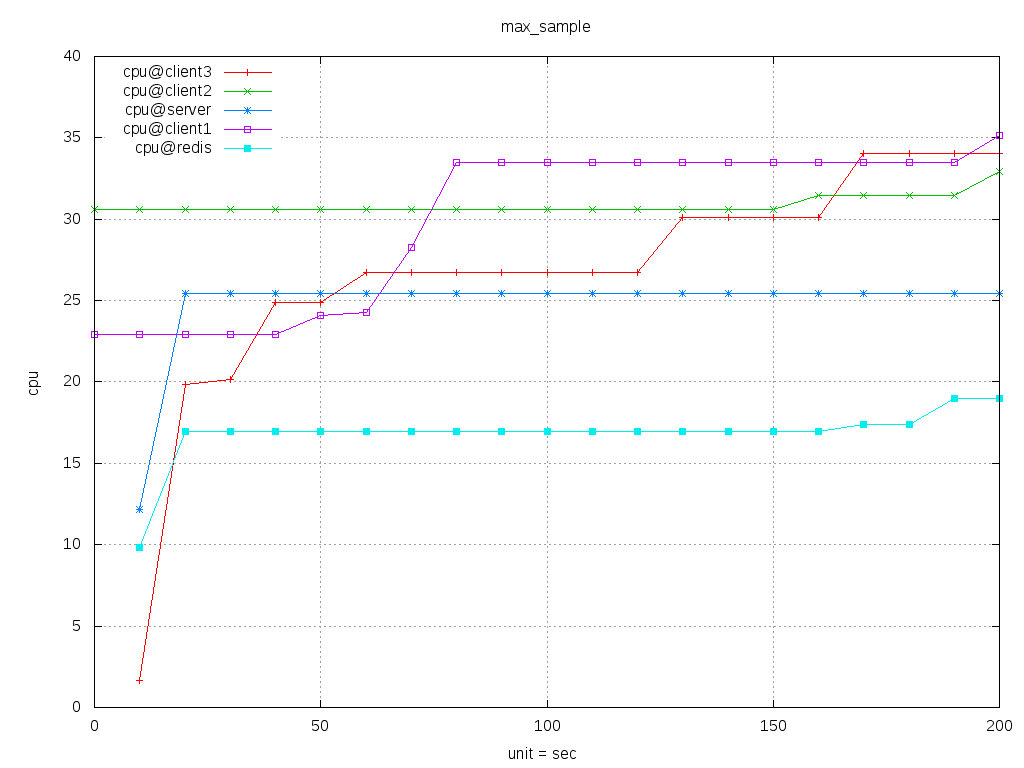 max_sample
40
35
30
25
20
15
10
5
0
cpu
cpu@client3
cpu@client2
cpu@server
cpu@client1
cpu@redis
0 50 100 150 200
unit = sec